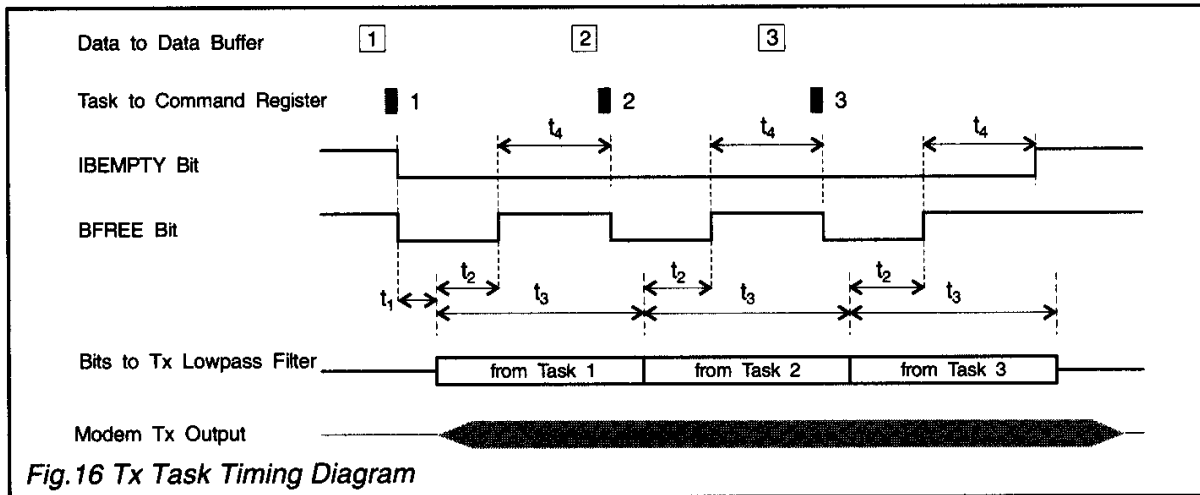 Data to Data Buffer 1 2 3
Task to Command Register 1 2 3
t4 t4 t4
IBEMPTY Bit
BFREE Bit
t2 t2 t2
t1 t3 t3 t3
Bits to Tx Lowpass Filter from Task 1 from Task 2 from Task 3
Modem Tx Output
Fig.16 Tx Task Timing Diagram